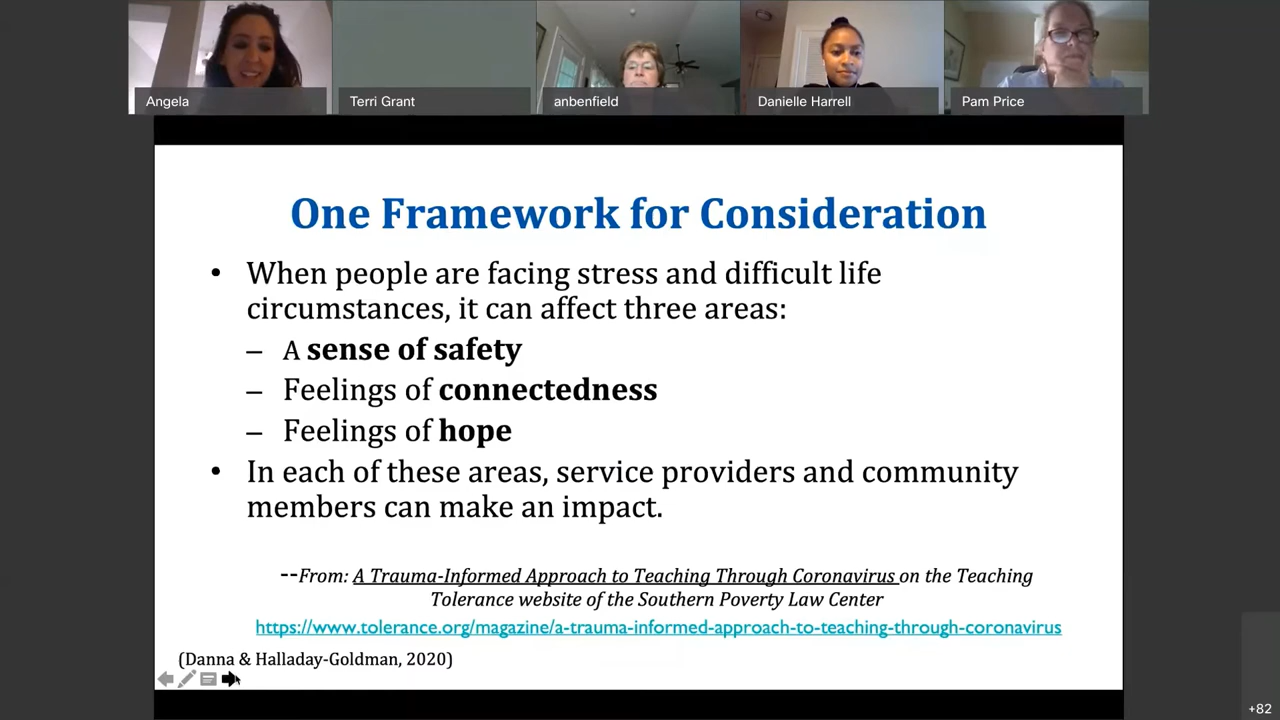 Angela
Terri Grant
anbenfield
Danielle Harrell
Pam Price
One Framework for Consideration
• When people are facing stress and difficult life
circumstances, it can affect three areas:
– A sense of safety
– Feelings of connectedness
– Feelings of hope
• In each of these areas, service providers and community
members can make an impact.
--From: A Trauma-Informed Approach to Teaching Through Coronavirus on the Teaching
Tolerance website of the Southern Poverty Law Center
https://www.tolerance.org/magazine/a-trauma-informed-approach-to-teaching-through-coronavirus
(Danna & Halladay-Goldman, 2020)
+82